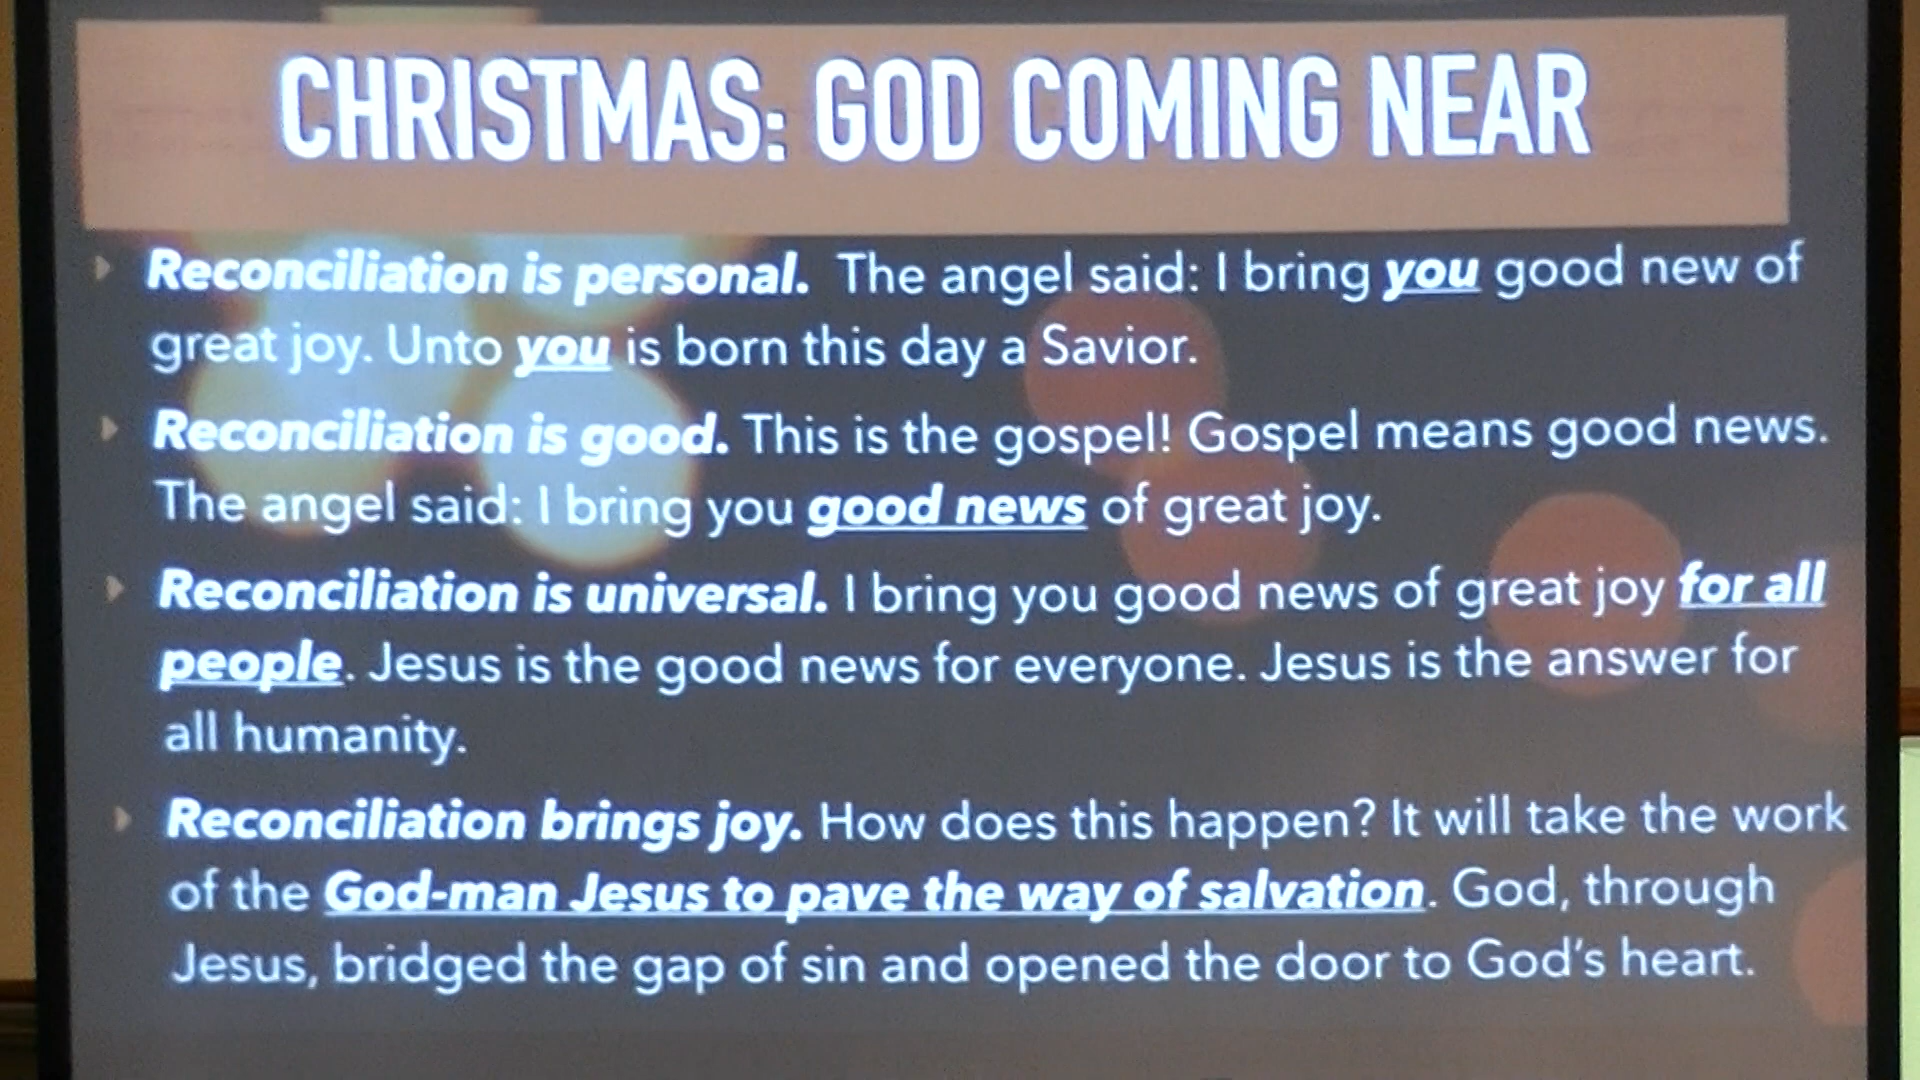 CHRISTMAS: GOD COMING NEAR
Reconciliation is personal. The angel said: I bring you good new of
great joy. Unto you is born this day a Savior.
Reconciliation is good. This is the gospel! Gospel means good news.
The angel said: I bring you good news of great joy.
Reconciliation is universal. I bring you good news of great joy for all
people. Jesus is the good news for everyone. Jesus is the answer for
all humanity.
Reconciliation brings joy. How does this happen? It will take the work
of the God-man Jesus to pave the way of salvation. God, through
Jesus, bridged the gap of sin and opened the door to God's heart.